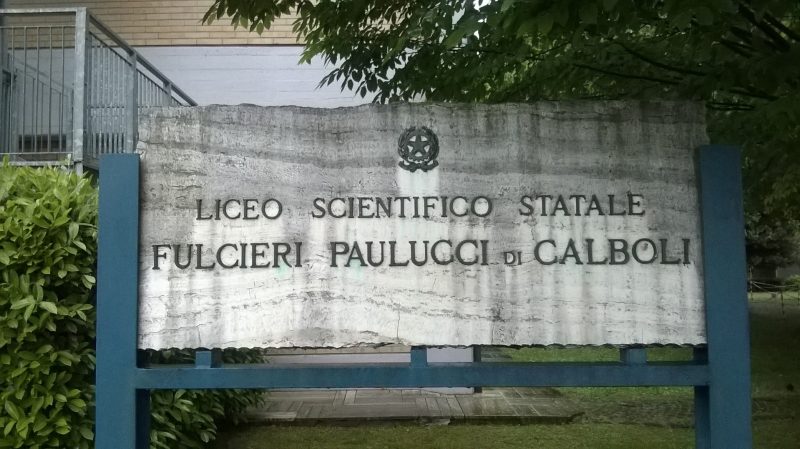 LICEO SCIENTIFICO STATALE
FULCIERI PAULUCCI DI CALBOLI